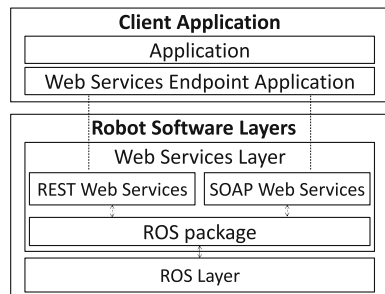 Client Application
Application
Web Services Endpoint Application
Robot Software Layers
Web Services Layer
REST Web Services
SOAP Web Services
ROS package
ROS Layer